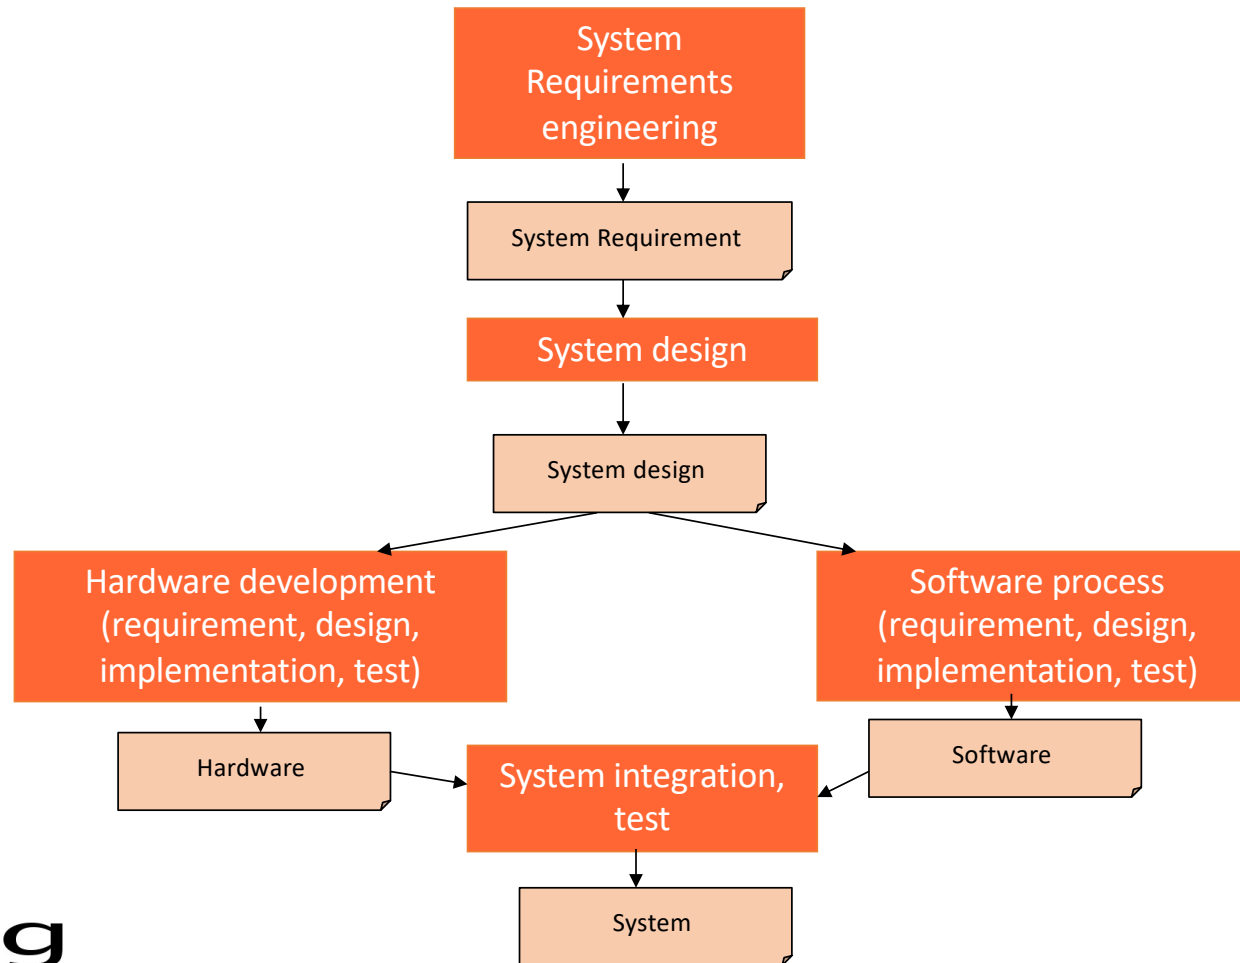 System
Requirements
engineering
System Requirement
System design
System design
Hardware development
(requirement, design,
implementation, test)
Software process
(requirement, design,
implementation, test)
Hardware
System integration,
test
Software
System
g